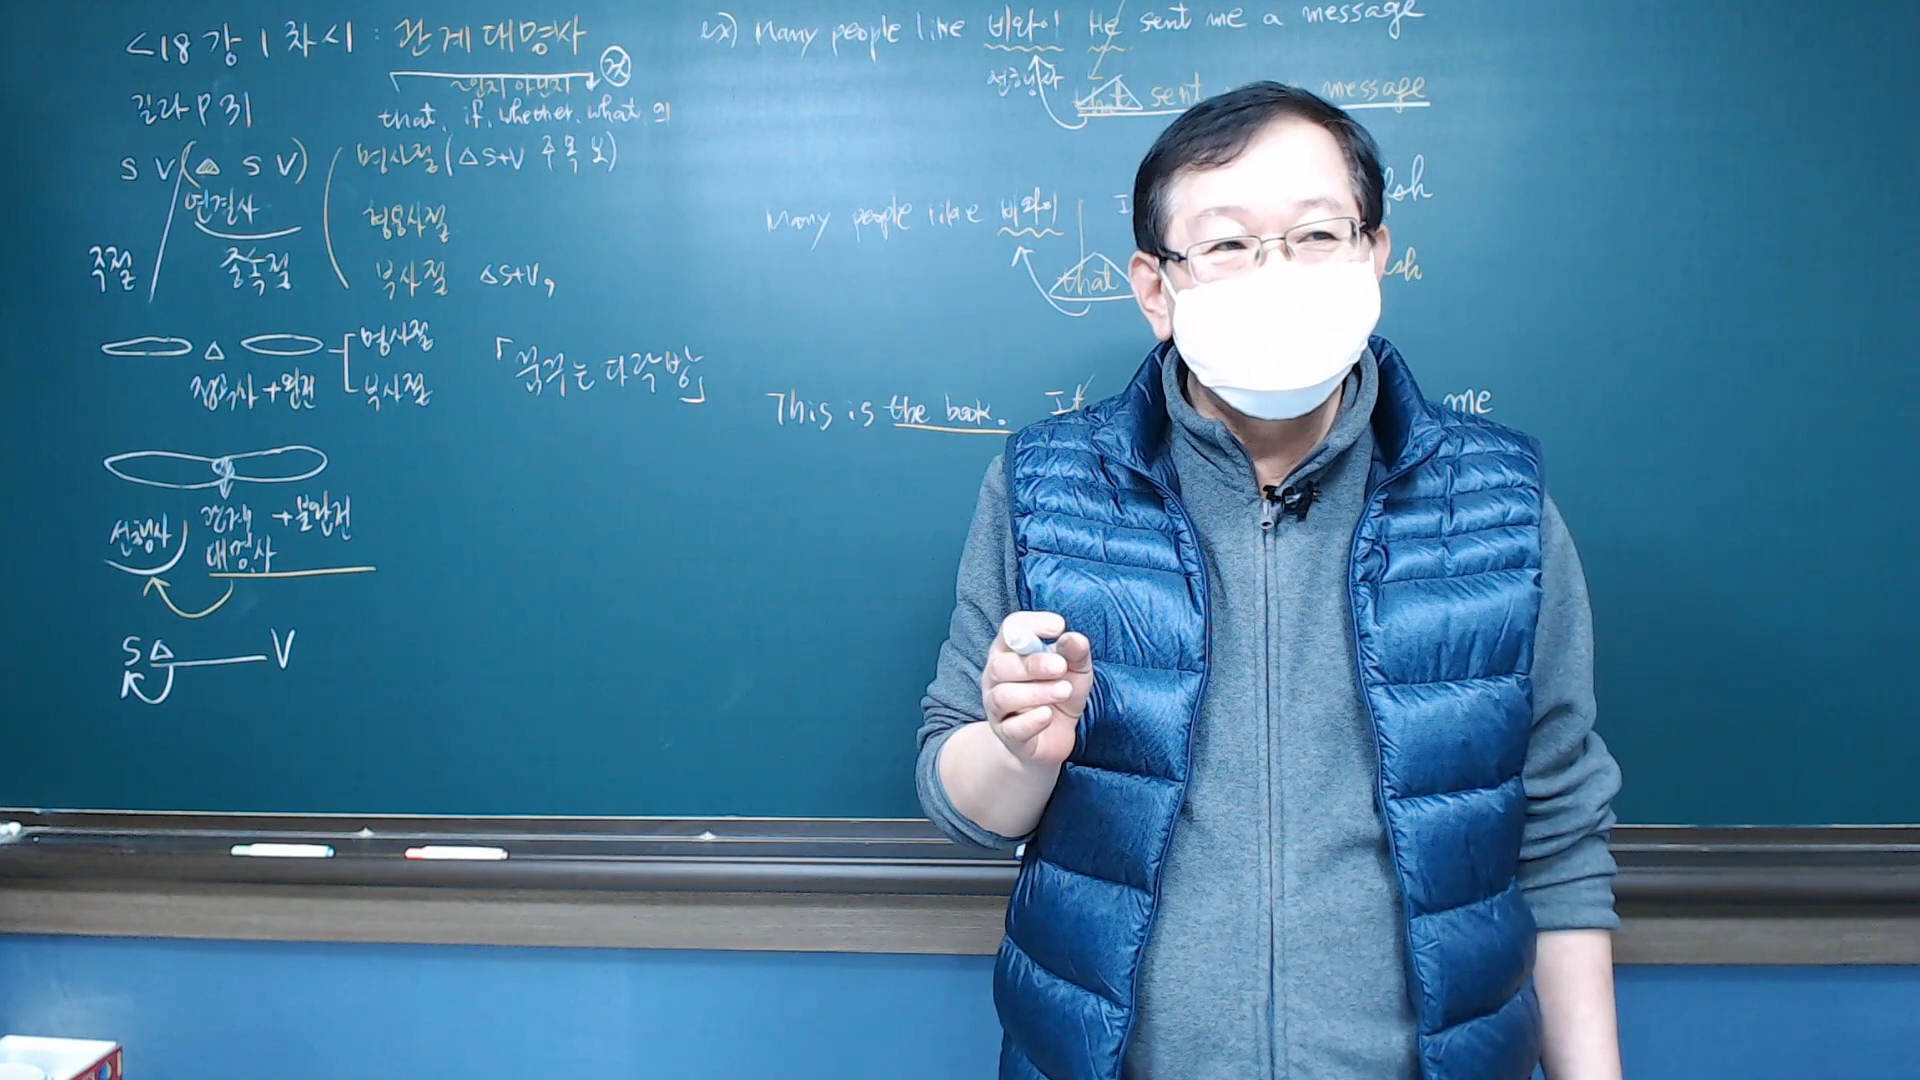 <18강 1차시 : 관계대명사
길라 P 31
~인지 아닌지
that, if, whether, what 의
S V (△ S V)
연결사
주절
종속절
명사절 (△ S+V 주 목 보)
형용사절
부사절 △S+V,
△
접속사 + 완전
명사절
부사절
「꿈꾸는 다락방」
선행사
관계대명사 + 불완전
S △ V
ex) Many people like 비와이 He sent me a message
선행사
that sent message
Many people like 비와이 I
that
This is the book. It me